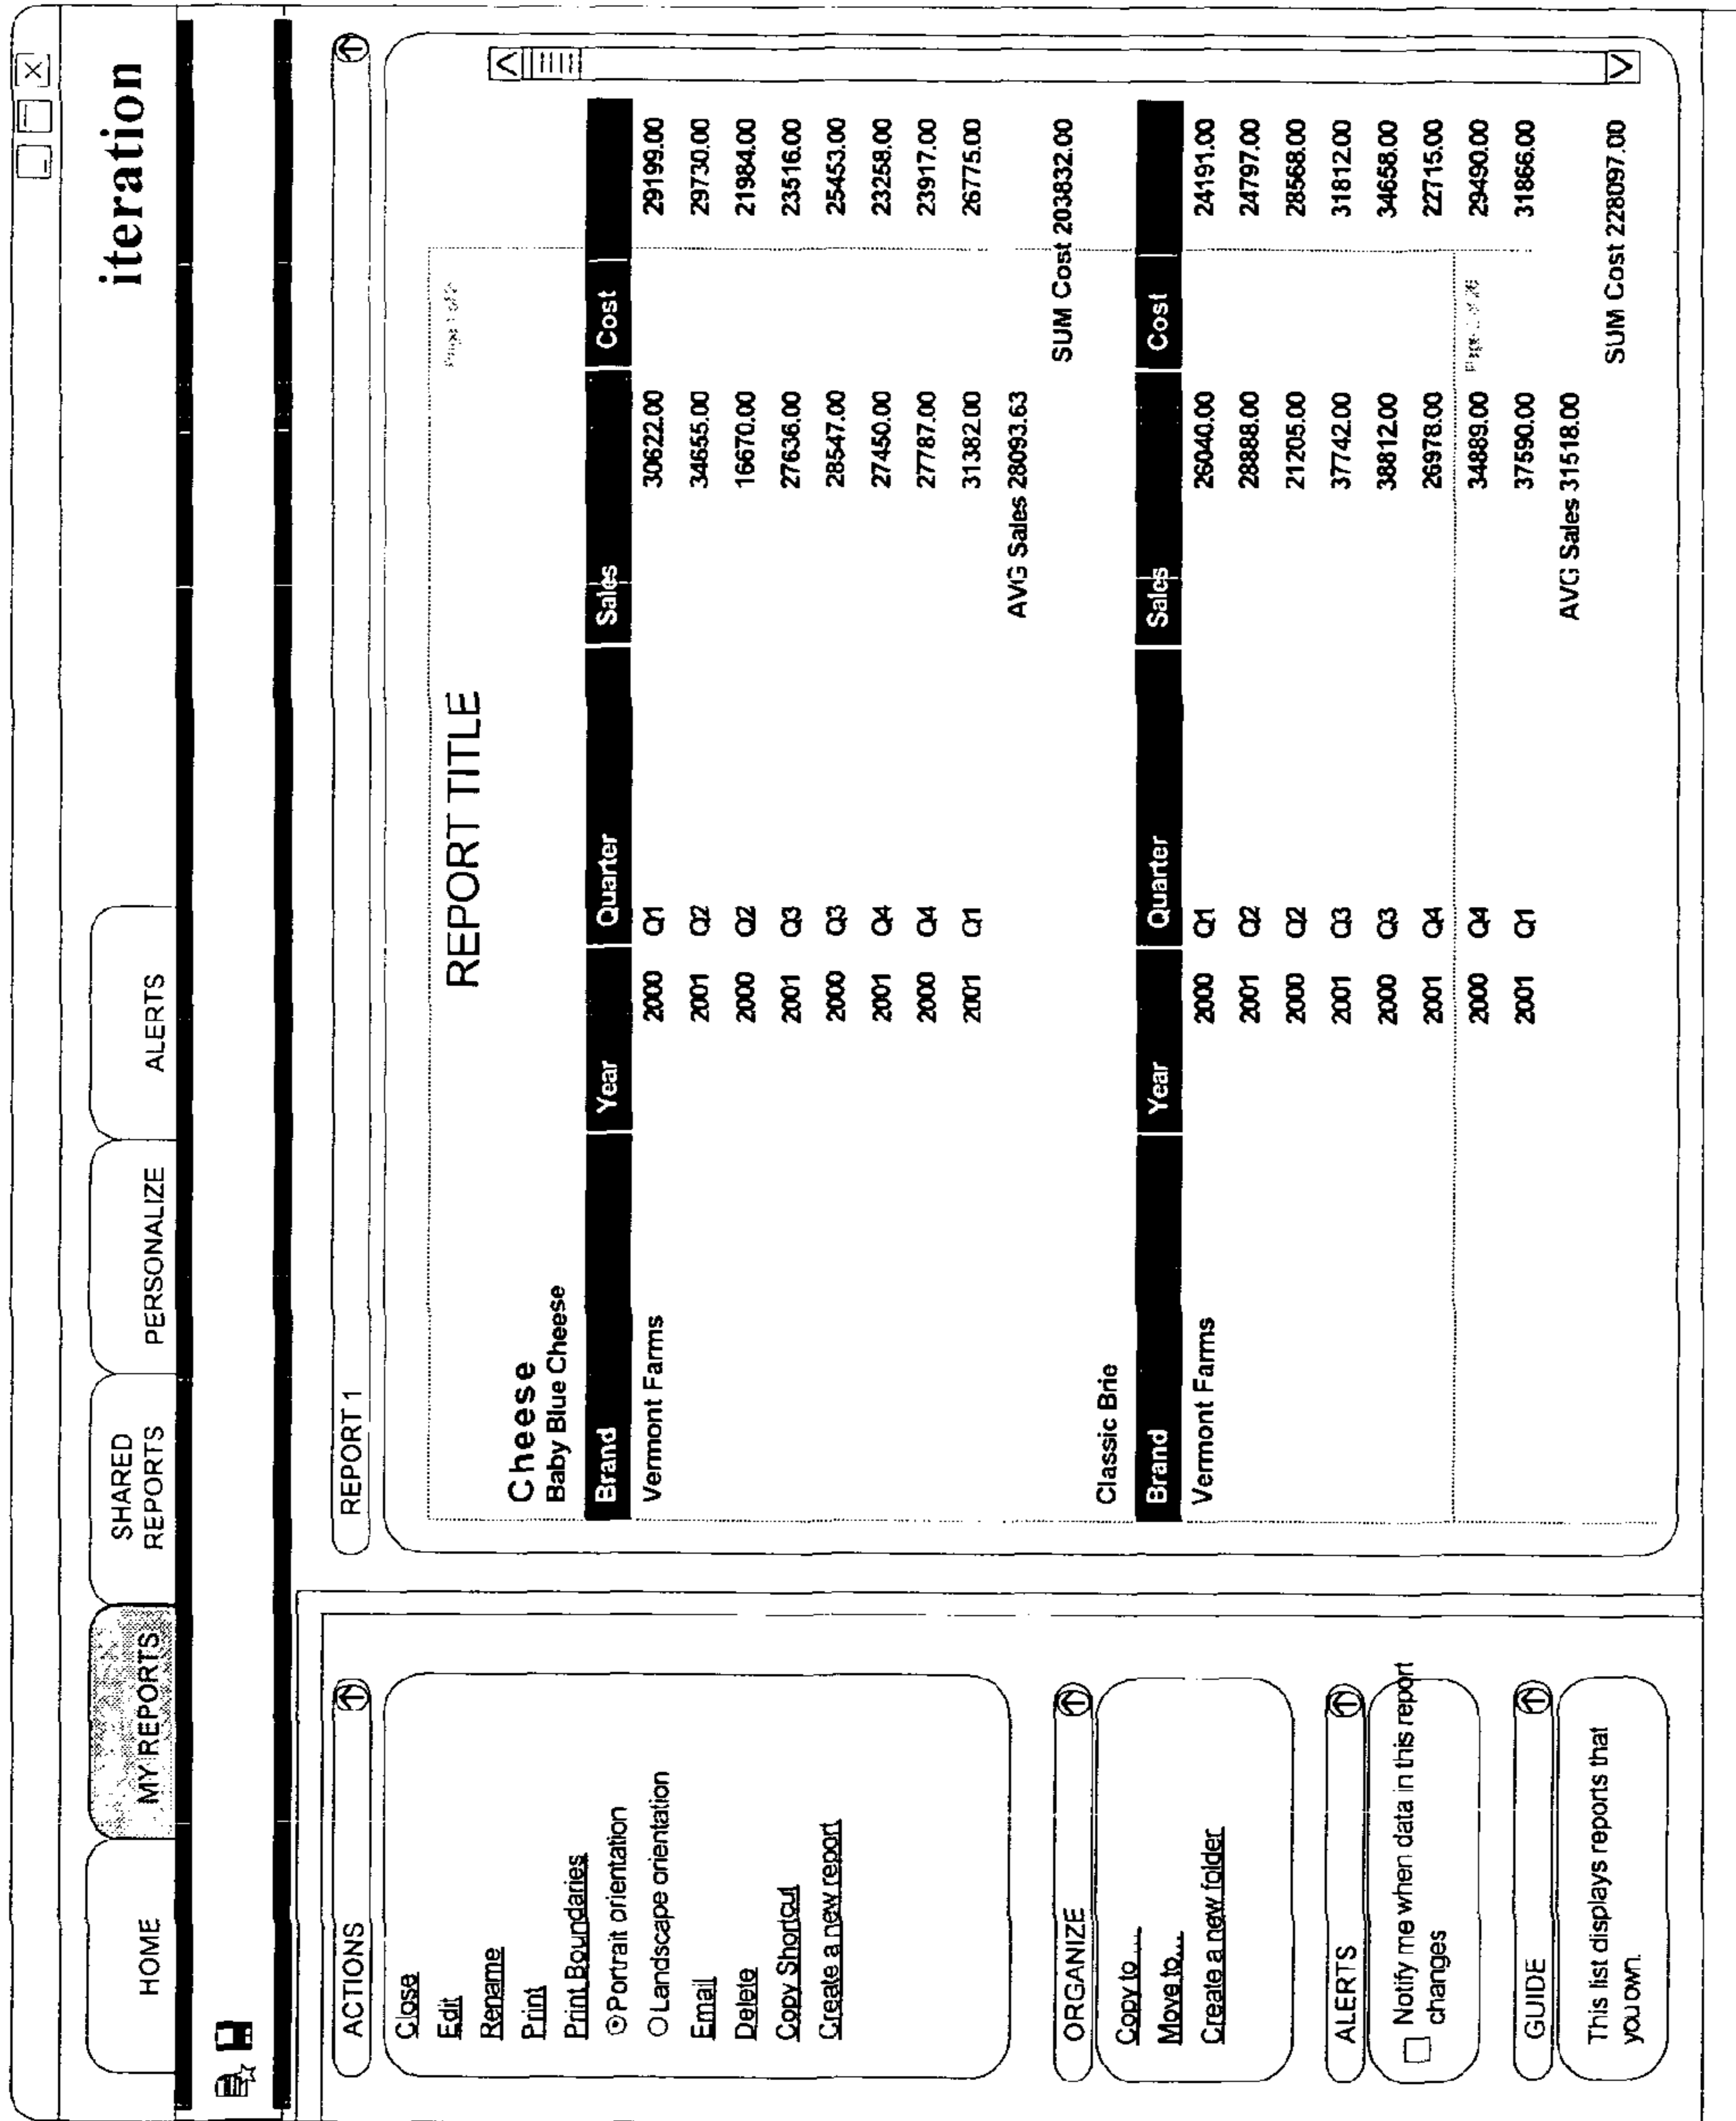 iteration
HOME MY REPORTS SHARED REPORTS PERSONALIZE ALERTS
ACTIONS
Close
Edit
Rename
Print
Print Boundaries
Portrait orientation
Landscape orientation
Email
Delete
Copy Shortcut
Create a new report
ORGANIZE
Copy to ...
Move to...
Create a new folder
ALERTS
Notify me when data in this report
changes
GUIDE
This list displays reports that
you own.
REPORT 1
REPORT TITLE
Cheese
Baby Blue Cheese
Brand Year Quarter Sales Cost
Vermont Farms 2000 Q1 30622.00 29199.00
2001 Q2 34655.00 29730.00
2000 Q2 16670.00 21984.00
2001 Q3 27636.00 23516.00
2000 Q3 28547.00 25453.00
2001 Q4 27450.00 23258.00
2000 Q4 27787.00 23917.00
2001 Q1 31382.00 26775.00
AVG Sales 28093.63
SUM Cost 203832.00
Classic Brie
Brand Year Quarter Sales Cost
Vermont Farms 2000 Q1 26040.00 24191.00
2001 Q2 28888.00 24797.00
2000 Q2 21205.00 28568.00
2001 Q3 37742.00 31812.00
2000 Q3 38812.00 34658.00
2001 Q4 26978.00 22715.00
2000 Q4 34889.00 29490.00
2001 Q1 37590.00 31866.00
AVG Sales 31518.00
SUM Cost 228097.00